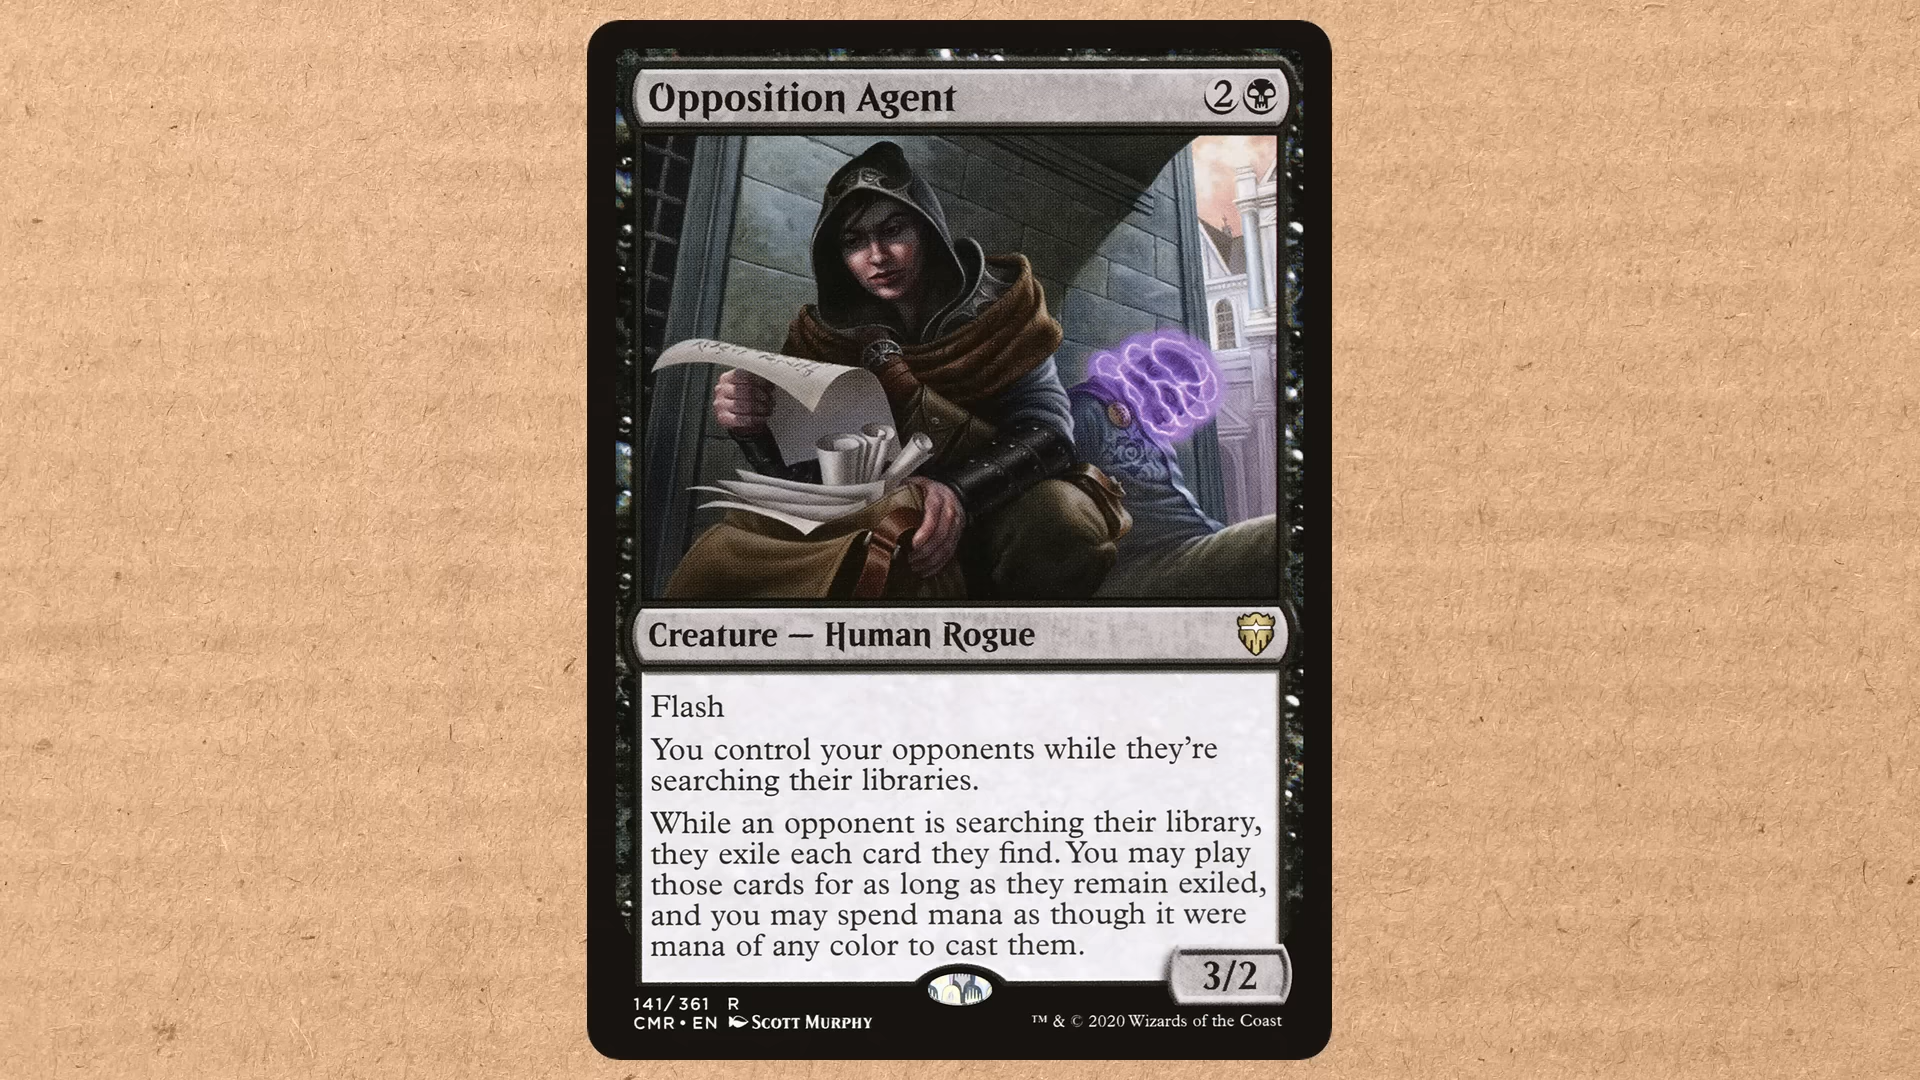 Opposition Agent 2
Creature — Human Rogue
Flash
You control your opponents while they’re
searching their libraries.
While an opponent is searching their library,
they exile each card they find. You may play
those cards for as long as they remain exiled,
and you may spend mana as though it were
mana of any color to cast them.
3/2
141/361 R
CMR • EN Scott Murphy
™ & © 2020 Wizards of the Coast